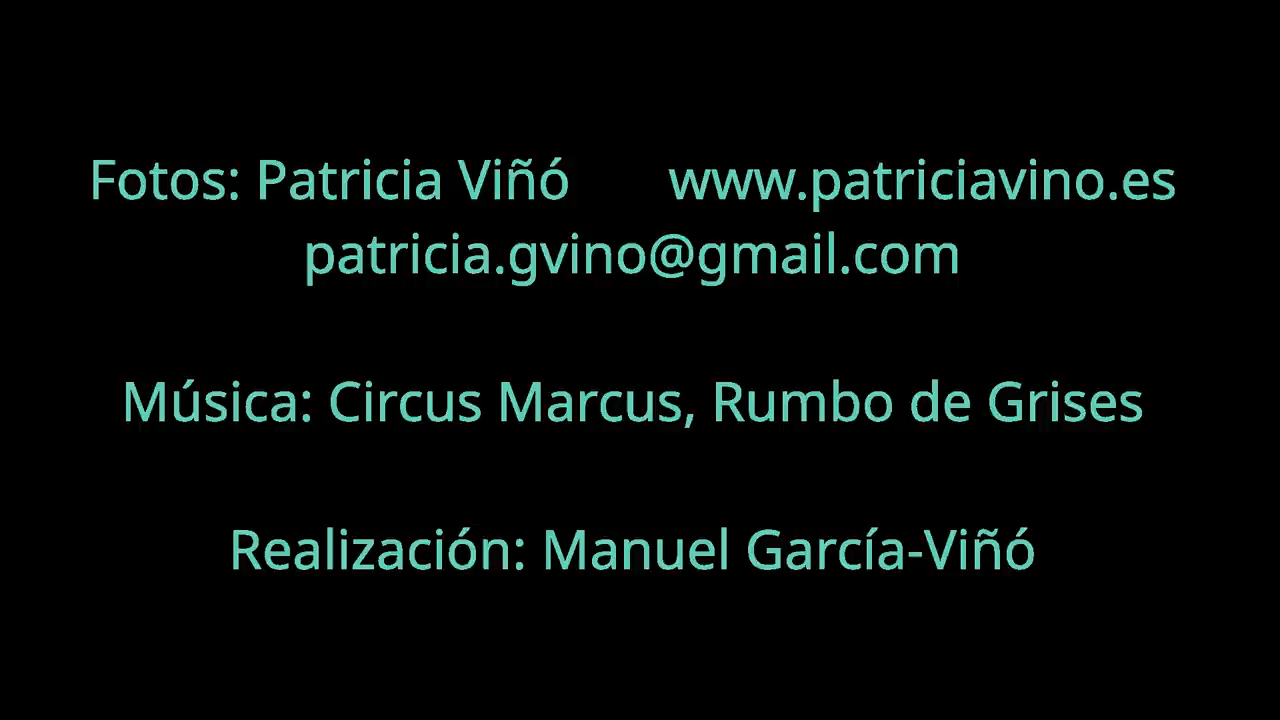 Fotos: Patricia Viñó www.patriciavino.es
patricia.gvino@gmail.com
Música: Circus Marcus, Rumbo de Grises
Realización: Manuel García-Viñó